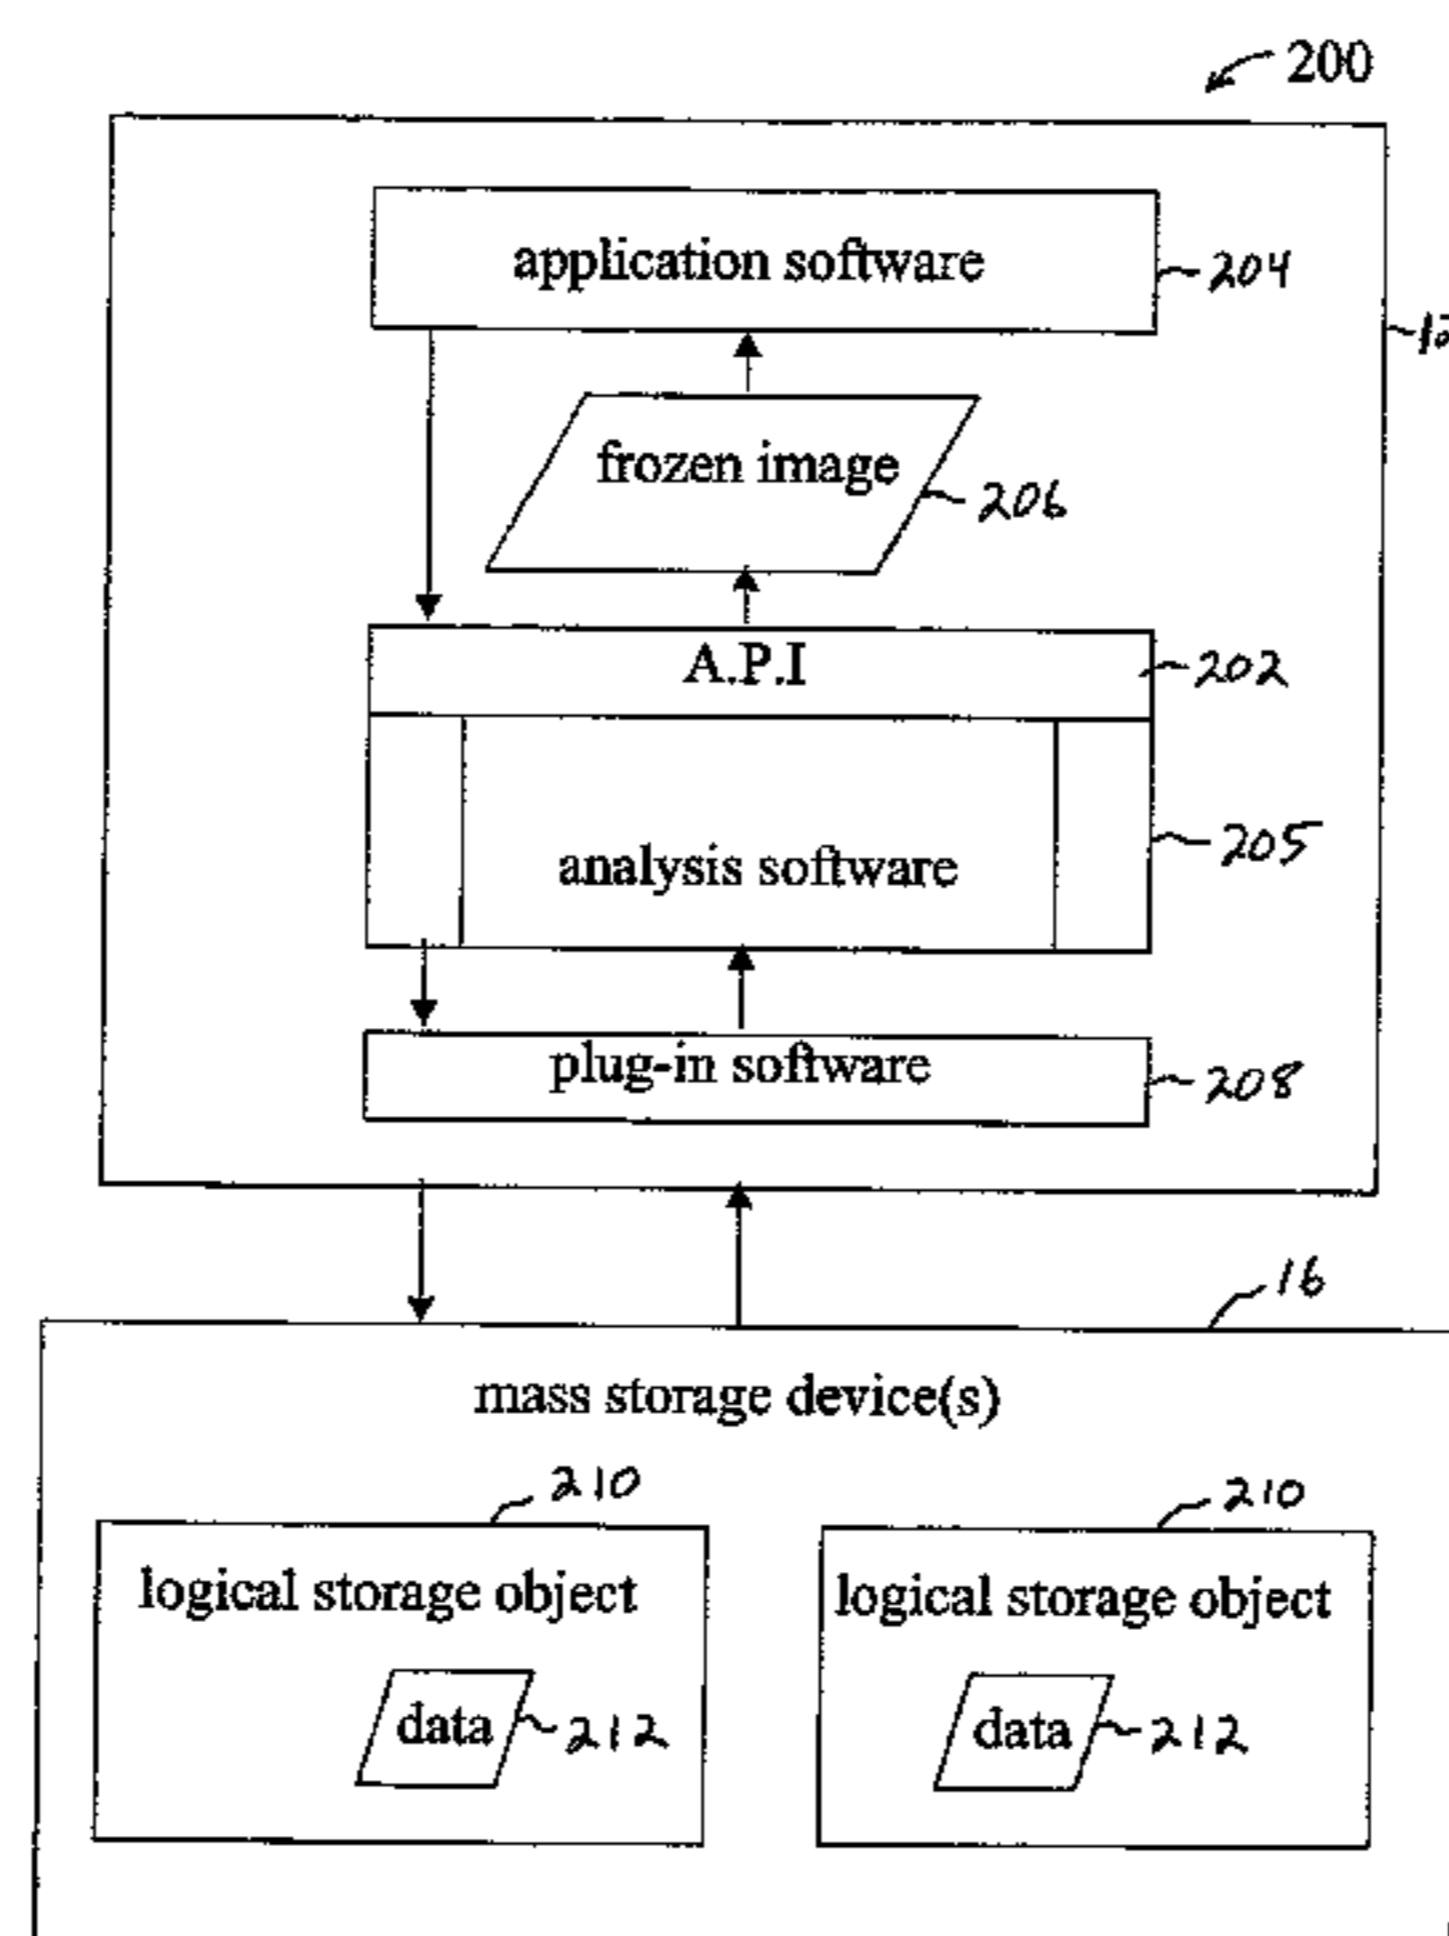 200
application software
204
frozen image
206
A.P.I
202
analysis software
205
plug-in software
208
16
mass storage device(s)
210
210
logical storage object
logical storage object
data
212
data
212